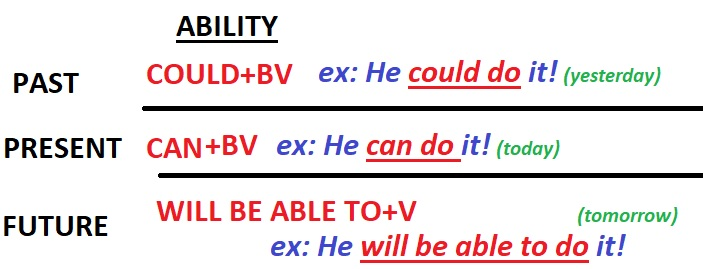 ABILITY
PAST COULD+BV ex: He could do it! (yesterday)
PRESENT CAN+BV ex: He can do it! (today)
FUTURE WILL BE ABLE TO+V (tomorrow)
ex: He will be able to do it!